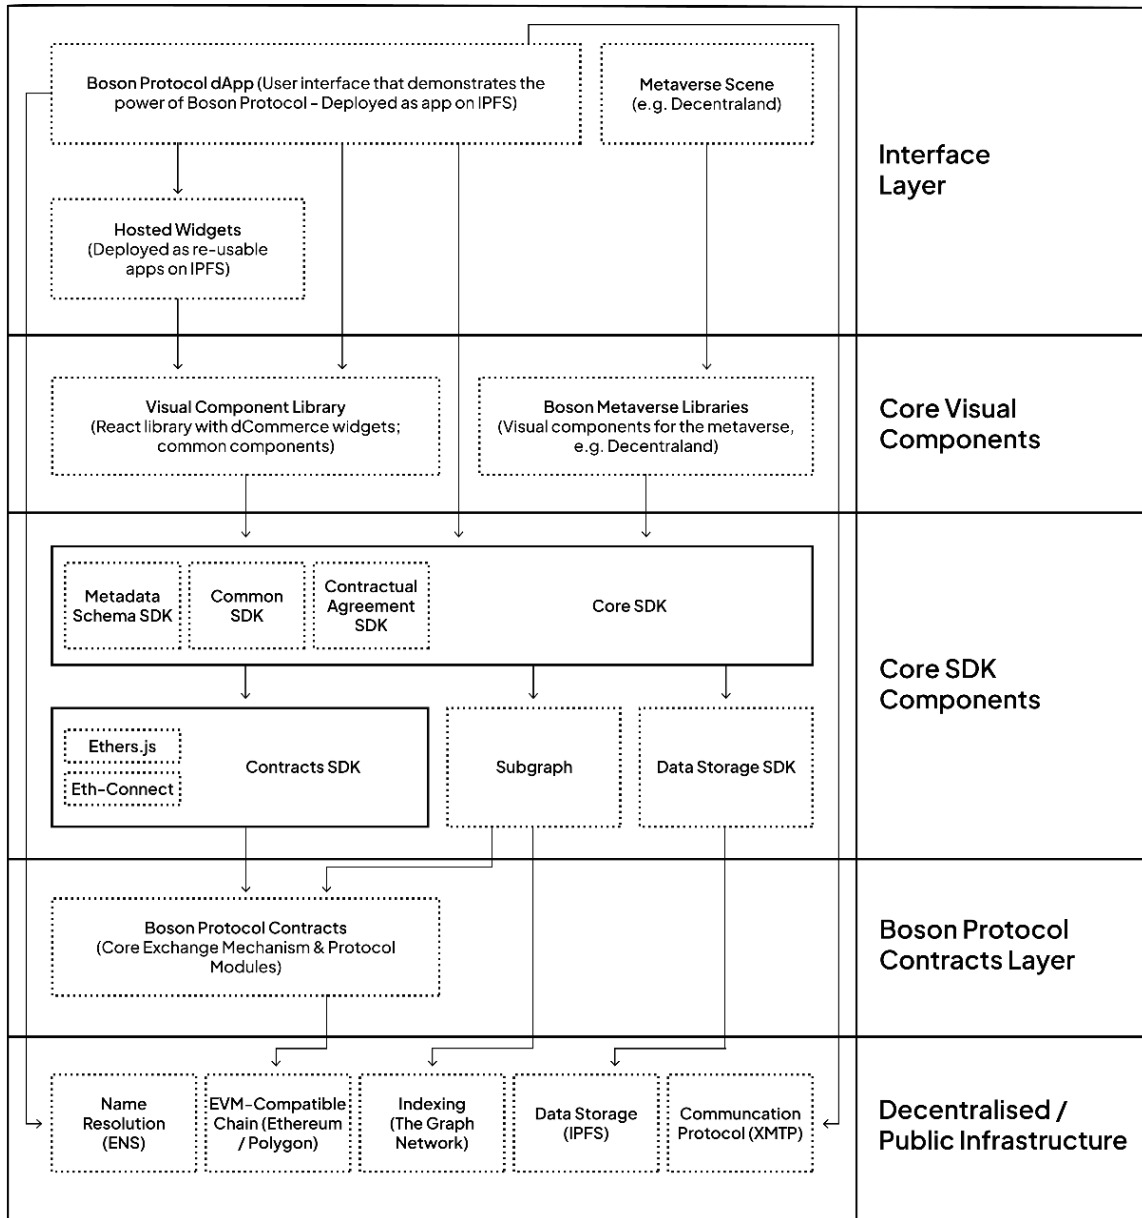 Boson Protocol dApp (User interface that demonstrates the
power of Boson Protocol - Deployed as app on IPFS)
Metaverse Scene
(e.g. Decentraland)
Interface
Layer
Hosted Widgets
(Deployed as re-usable
apps on IPFS)
Visual Component Library
(React library with dCommerce widgets;
common components)
Boson Metaverse Libraries
(Visual components for the metaverse,
e.g. Decentraland)
Core Visual
Components
Metadata
Schema SDK
Common
SDK
Contractual
Agreement
SDK
Core SDK
Core SDK
Components
Ethers.js
Eth-Connect
Contracts SDK
Subgraph
Data Storage SDK
Boson Protocol Contracts
(Core Exchange Mechanism & Protocol
Modules)
Boson Protocol
Contracts Layer
Name
Resolution
(ENS)
EVM-Compatible
Chain (Ethereum
/ Polygon)
Indexing
(The Graph
Network)
Data Storage
(IPFS)
Communcation
Protocol (XMTP)
Decentralised /
Public Infrastructure